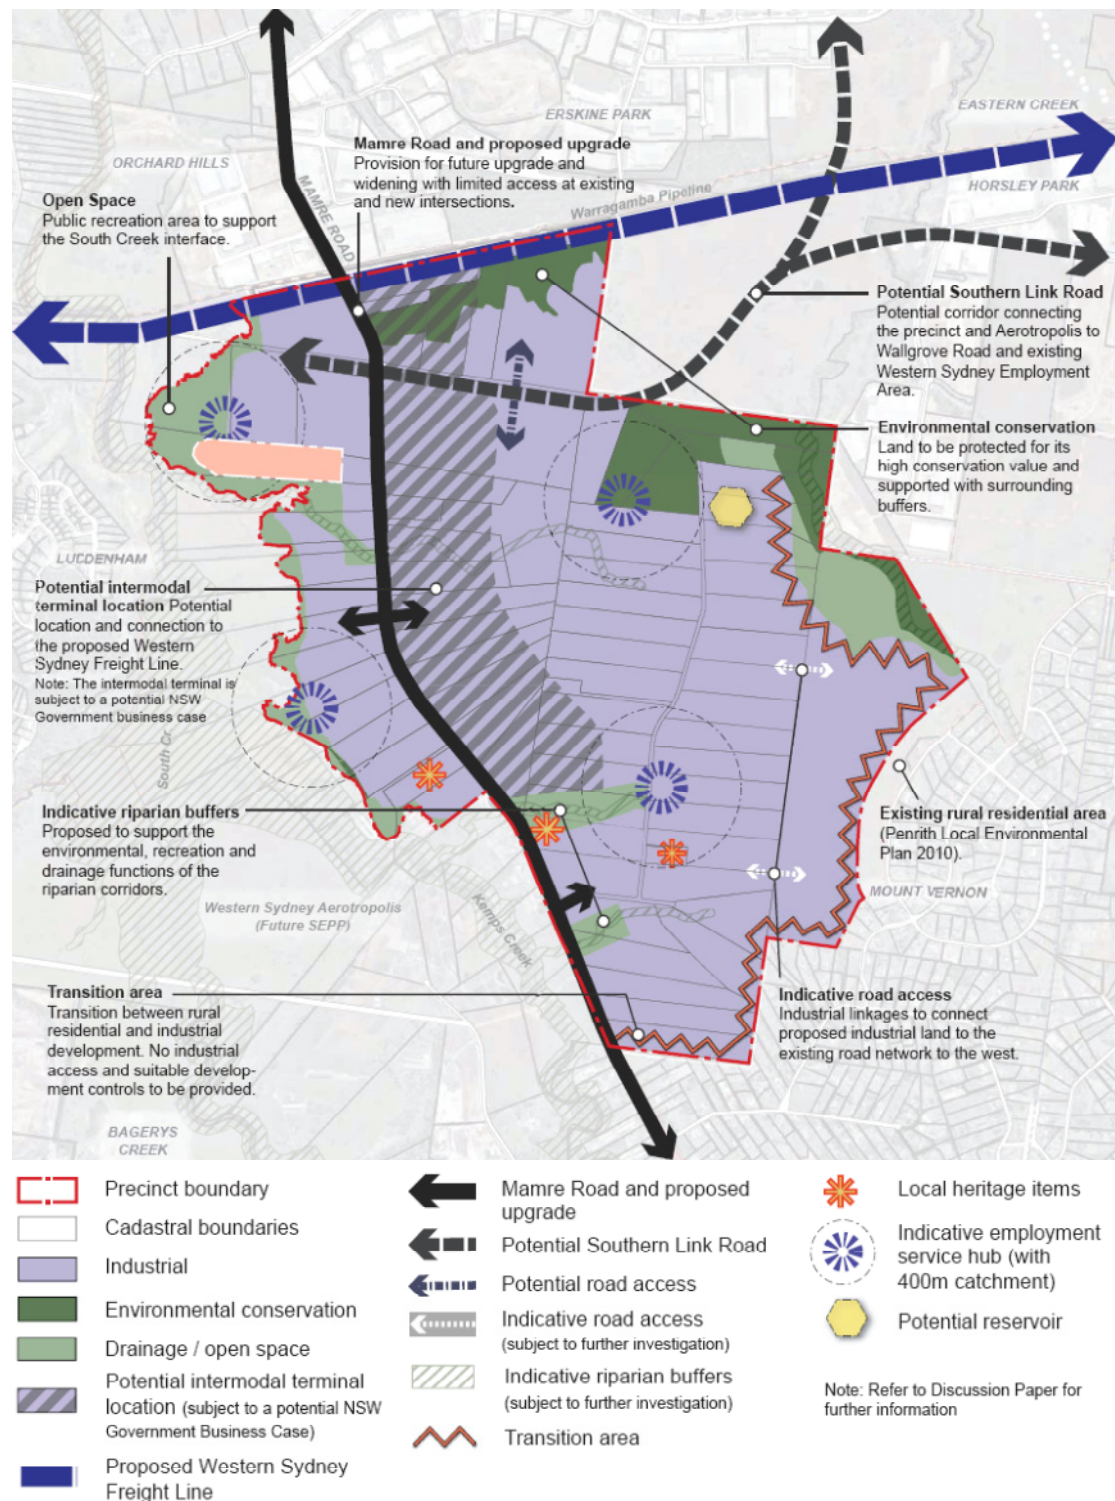 ERSKINE PARK
EASTERN CREEK
ORCHARD HILLS
Mamre Road and proposed upgrade
Provision for future upgrade and
widening with limited access at existing
and new intersections.
MAMRE ROAD
HORSLEY PARK
Warragamba Pipeline
Open Space
Public recreation area to support
the South Creek interface.
Potential Southern Link Road
Potential corridor connecting
the precinct and Aerotropolis to
Wallgrove Road and existing
Western Sydney Employment
Area.
Environmental conservation
Land to be protected for its
high conservation value and
supported with surrounding
buffers.
LUDDENHAM
Potential intermodal
terminal location Potential
location and connection to
the proposed Western
Sydney Freight Line.
Note: The intermodal terminal is
subject to a potential NSW
Government business case
South Cr
Indicative riparian buffers
Proposed to support the
environmental, recreation and
drainage functions of the
riparian corridors.
Existing rural residential area
(Penrith Local Environmental
Plan 2010).
MOUNT VERNON
Western Sydney Aerotropolis
(Future SEPP)
Kemps Creek
Transition area
Transition between rural
residential and industrial
development. No industrial
access and suitable develop-
ment controls to be provided.
Indicative road access
Industrial linkages to connect
proposed industrial land to the
existing road network to the west.
BAGERYS
CREEK
Precinct boundary
Cadastral boundaries
Industrial
Environmental conservation
Drainage / open space
Potential intermodal terminal
location (subject to a potential NSW
Government Business Case)
Proposed Western Sydney
Freight Line
Mamre Road and proposed
upgrade
Potential Southern Link Road
Potential road access
Indicative road access
(subject to further investigation)
Indicative riparian buffers
(subject to further investigation)
Transition area
Local heritage items
Indicative employment
service hub (with
400m catchment)
Potential reservoir
Note: Refer to Discussion Paper for
further information